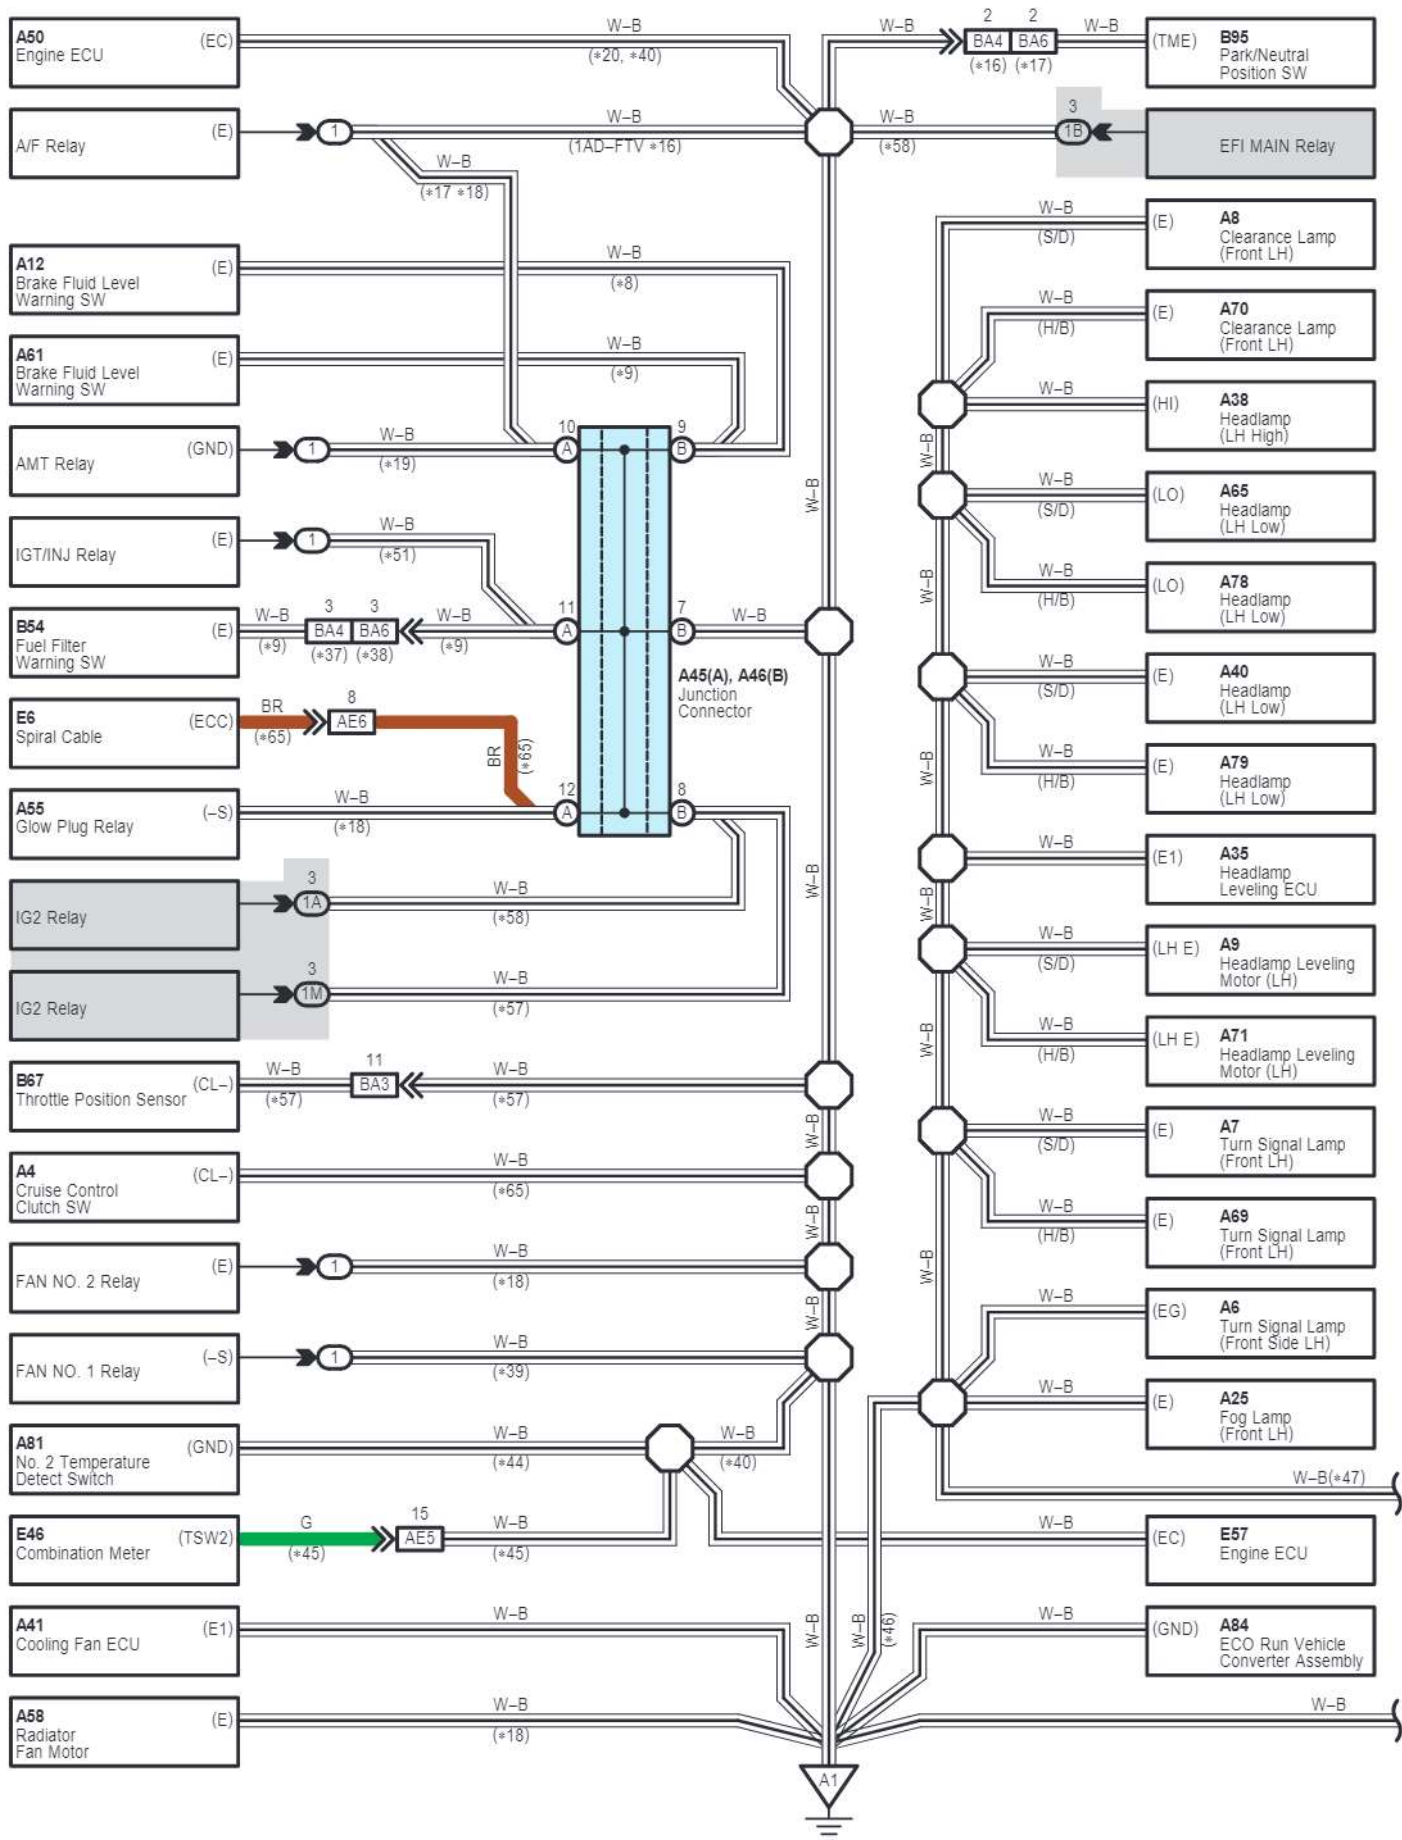 A50
Engine ECU
(EC)
W–B
(∗20, ∗40)
W–B
2 2
BA4 BA6
(∗16) (∗17)
W–B
(TME)
B95
Park/Neutral
Position SW
A/F Relay
(E)
1
W–B
(1AD–FTV ∗16)
W–B
(∗17 ∗18)
W–B
(∗58)
3
1B
EFI MAIN Relay
W–B
(S/D)
(E)
A8
Clearance Lamp
(Front LH)
A12
Brake Fluid Level
Warning SW
(E)
W–B
(∗8)
W–B
(H/B)
(E)
A70
Clearance Lamp
(Front LH)
A61
Brake Fluid Level
Warning SW
(E)
W–B
(∗9)
W–B
(HI)
A38
Headlamp
(LH High)
AMT Relay
(GND)
1
W–B
(∗19)
10
A
9
B
W–B
W–B
W–B
(S/D)
(LO)
A65
Headlamp
(LH Low)
IGT/INJ Relay
(E)
1
W–B
(∗51)
W–B
W–B
(H/B)
(LO)
A78
Headlamp
(LH Low)
B54
Fuel Filter
Warning SW
(E)
W–B
(∗9)
3 3
BA4 BA6
(∗37) (∗38)
W–B
(∗9)
11
A
7
B
W–B
A45(A), A46(B)
Junction
Connector
W–B
(S/D)
(E)
A40
Headlamp
(LH Low)
E6
Spiral Cable
(ECC)
BR
(∗65)
8
AE6
BR
(∗65)
W–B
W–B
(H/B)
(E)
A79
Headlamp
(LH Low)
A55
Glow Plug Relay
(–S)
W–B
(∗18)
12
A
8
B
W–B
(E1)
A35
Headlamp
Leveling ECU
IG2 Relay
3
1A
W–B
(∗58)
W–B
W–B
W–B
(S/D)
(LH E)
A9
Headlamp Leveling
Motor (LH)
IG2 Relay
3
1M
W–B
(∗57)
W–B
W–B
(H/B)
(LH E)
A71
Headlamp Leveling
Motor (LH)
B67
Throttle Position Sensor
(CL–)
W–B
(∗57)
11
BA3
W–B
(∗57)
W–B
W–B
(S/D)
(E)
A7
Turn Signal Lamp
(Front LH)
A4
Cruise Control
Clutch SW
(CL–)
W–B
(∗65)
W–B
W–B
(H/B)
(E)
A69
Turn Signal Lamp
(Front LH)
FAN NO. 2 Relay
(E)
1
W–B
(∗18)
W–B
W–B
W–B
(EG)
A6
Turn Signal Lamp
(Front Side LH)
FAN NO. 1 Relay
(–S)
1
W–B
(∗39)
W–B
(E)
A25
Fog Lamp
(Front LH)
A81
No. 2 Temperature
Detect Switch
(GND)
W–B
(∗44)
W–B
(∗40)
W–B(∗47)
E46
Combination Meter
(TSW2)
G
(∗45)
15
AE5
W–B
(∗45)
W–B
(EC)
E57
Engine ECU
A41
Cooling Fan ECU
(E1)
W–B
W–B
W–B
(∗46)
W–B
(GND)
A84
ECO Run Vehicle
Converter Assembly
A58
Radiator
Fan Motor
(E)
W–B
(∗18)
W–B
A1